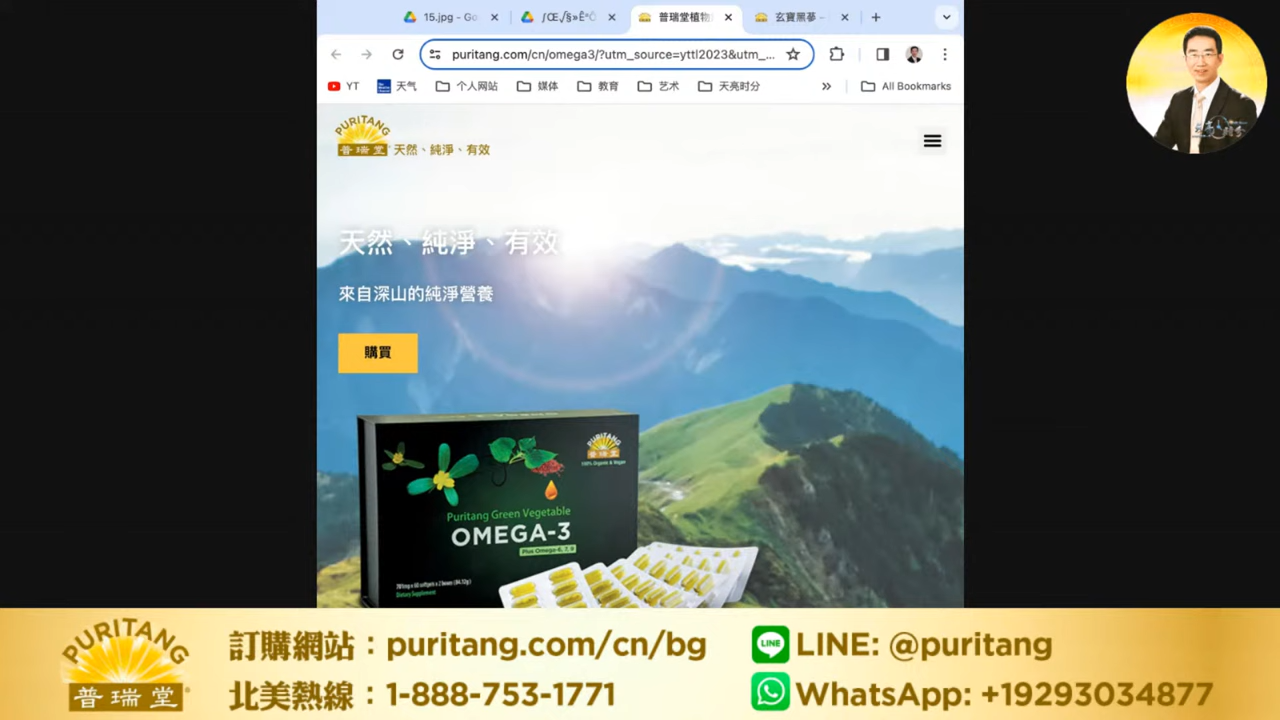 15.jpg - Go
普瑞堂植物
玄寶黑蔘 –
puritang.com/cn/omega3/?utm_source=yttl2023&utm_...
YT
天气
个人网站
媒体
教育
艺术
天亮时分
All Bookmarks
PURITANG
普瑞堂
天然、純淨、有效
天然、純淨、有效
來自深山的純淨營養
購買
PURITANG
普瑞堂
100% Organic & Vegan
Puritang Green Vegetable
OMEGA-3
Plus Omega-6, 7, 9
Dietary Supplement
PURITANG
普瑞堂
訂購網站：puritang.com/cn/bg
北美熱線：1-888-753-1771
LINE
LINE: @puritang
WhatsApp: +19293034877